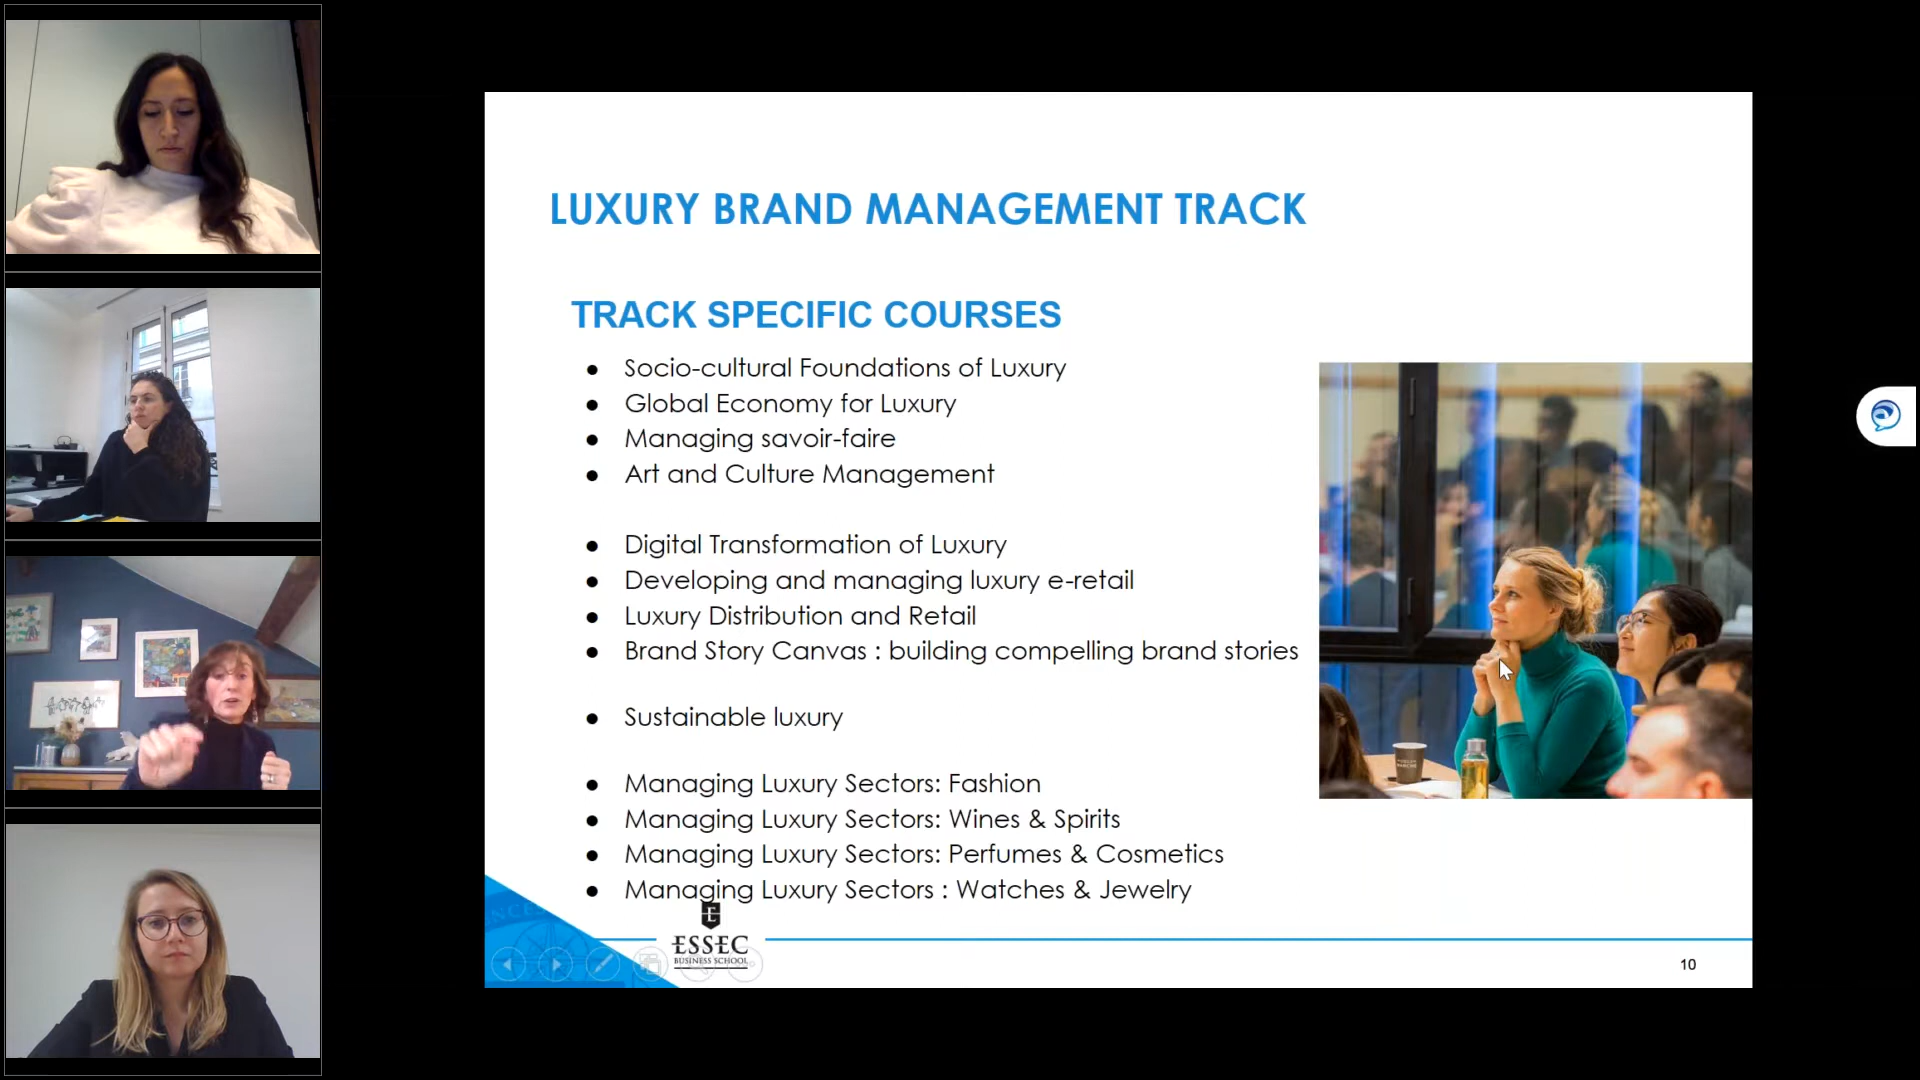 LUXURY BRAND MANAGEMENT TRACK
TRACK SPECIFIC COURSES
● Socio-cultural Foundations of Luxury
● Global Economy for Luxury
● Managing savoir-faire
● Art and Culture Management
● Digital Transformation of Luxury
● Developing and managing luxury e-retail
● Luxury Distribution and Retail
● Brand Story Canvas : building compelling brand stories
● Sustainable luxury
● Managing Luxury Sectors: Fashion
● Managing Luxury Sectors: Wines & Spirits
● Managing Luxury Sectors: Perfumes & Cosmetics
● Managing Luxury Sectors : Watches & Jewelry
E
ESSEC
BUSINESS SCHOOL
10